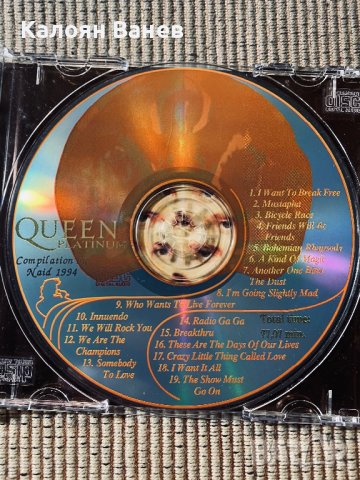 Калоян Ванев
QUEEN
PLATINUM
Compilation
Naid 1994
1. I Want To Break Free
2. Mustapha
3. Bicycle Race
4. Friends Will Be
Friends
5. Bohemian Rhapsody
6. A Kind Of Magic
7. Another One Bites
The Dust
8. I'm Going Slightly Mad
9. Who Wants To Live Forever
10. Innuendo
11. We Will Rock You
12. We Are The
Champions
13. Somebody
To Love
14. Radio Ga Ga
15. Breakthru
16. These Are The Days Of Our Lives
17. Crazy Little Thing Called Love
18. I Want It All
19. The Show Must
Go On
Total time:
min.